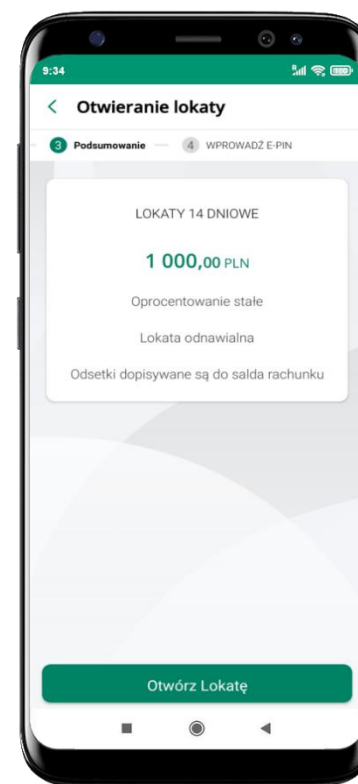 9:34
Otwieranie lokaty
3 Podsumowanie 4 WPROWADŹ E-PIN
LOKATY 14 DNIOWE
1 000,00 PLN
Oprocentowanie stałe
Lokata odnawialna
Odsetki dopisywane są do salda rachunku
Otwórz Lokatę